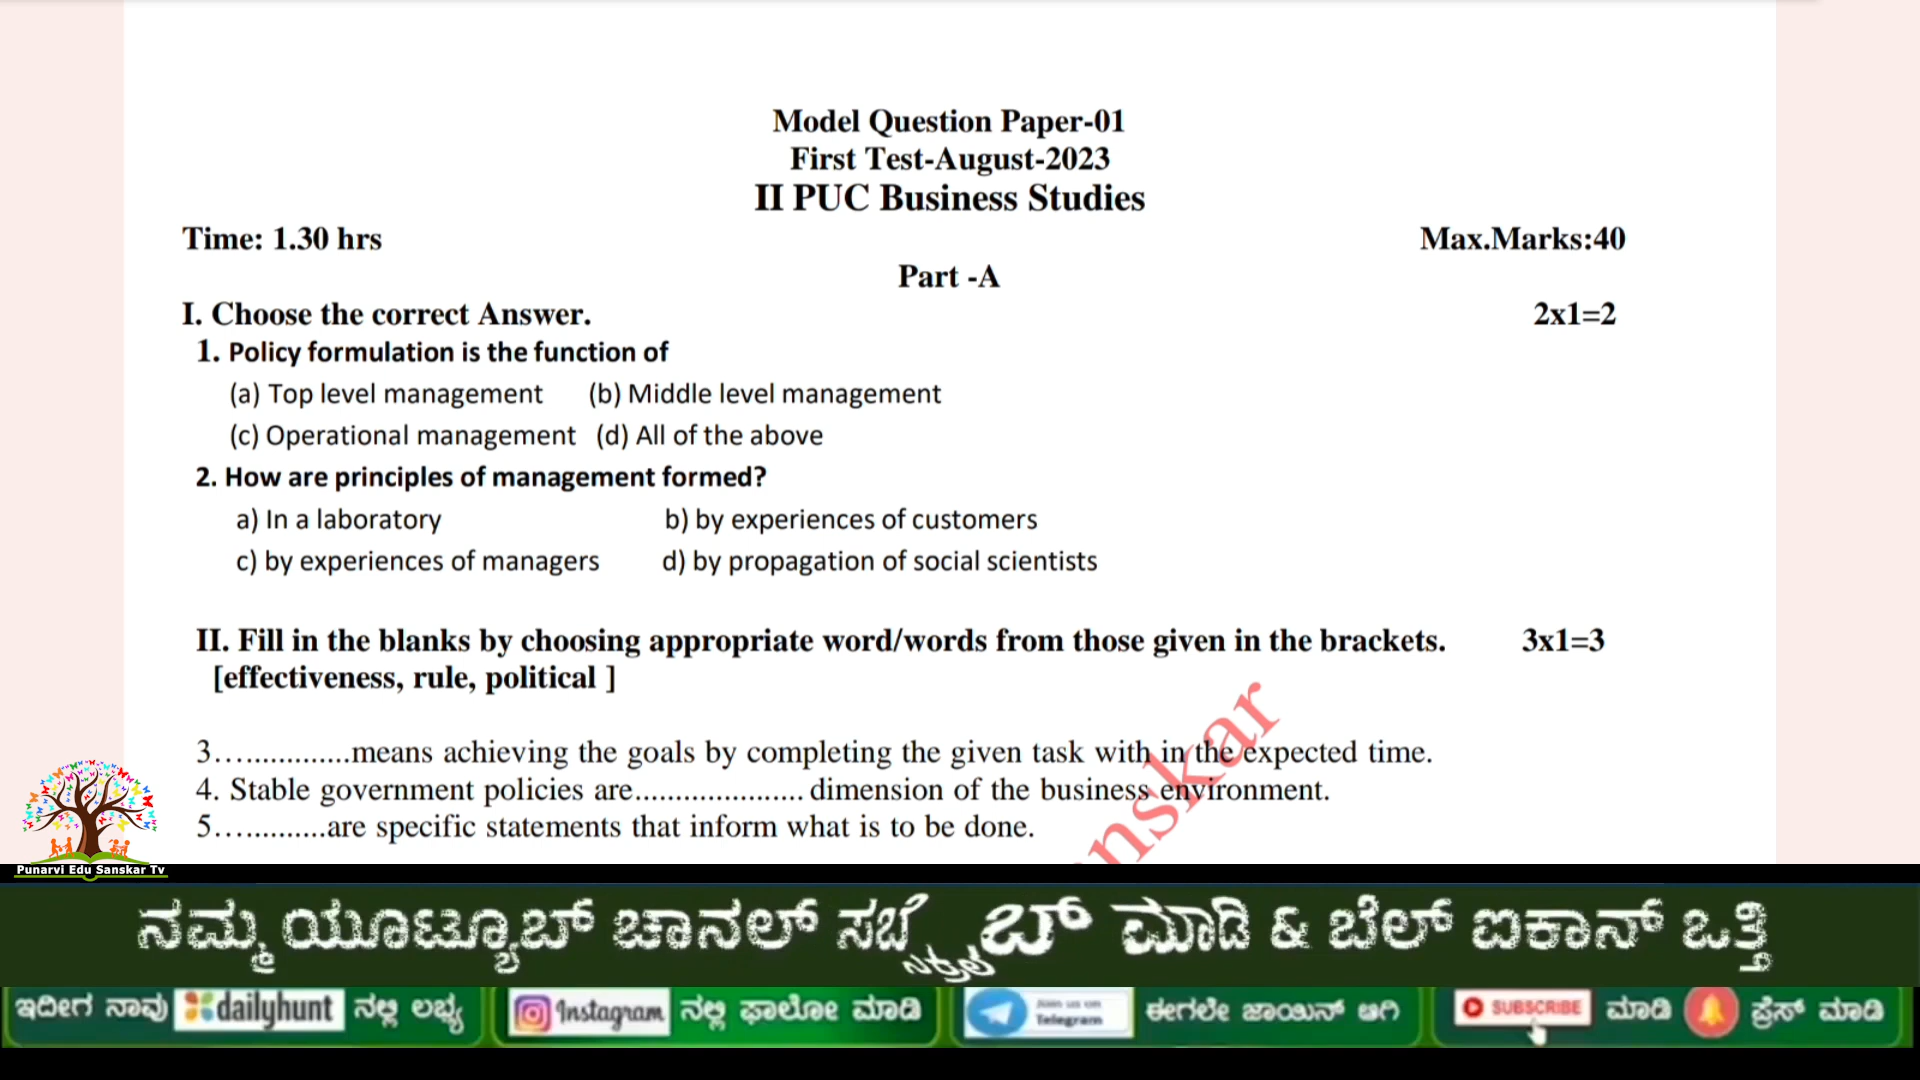 Model Question Paper-01
First Test-August-2023
II PUC Business Studies
Time: 1.30 hrs Max.Marks:40
Part -A
I. Choose the correct Answer. 2x1=2
1. Policy formulation is the function of
(a) Top level management (b) Middle level management
(c) Operational management (d) All of the above
2. How are principles of management formed?
a) In a laboratory b) by experiences of customers
c) by experiences of managers d) by propagation of social scientists
II. Fill in the blanks by choosing appropriate word/words from those given in the brackets. 3x1=3
[effectiveness, rule, political ]
3……………means achieving the goals by completing the given task with in the expected time.
4. Stable government policies are................... dimension of the business environment.
5…………are specific statements that inform what is to be done.
nskar
Punarvi Edu Sanskar Tv
ನಮ್ಮ ಯೂಟ್ಯೂಬ್ ಚಾನಲ್ ಸಬ್ಸ್ಕ್ರೈಬ್ ಮಾಡಿ & ಬೆಲ್ ಐಕಾನ್ ಒತ್ತಿ
ಇದೀಗ ನಾವು dailyhunt ನಲ್ಲಿ ಲಭ್ಯ Instagram ನಲ್ಲಿ ಫಾಲೋ ಮಾಡಿ Join us on Telegram ಈಗಲೇ ಜಾಯಿನ್ ಆಗಿ SUBSCRIBE ಮಾಡಿ ಪ್ರೆಸ್ ಮಾಡಿ